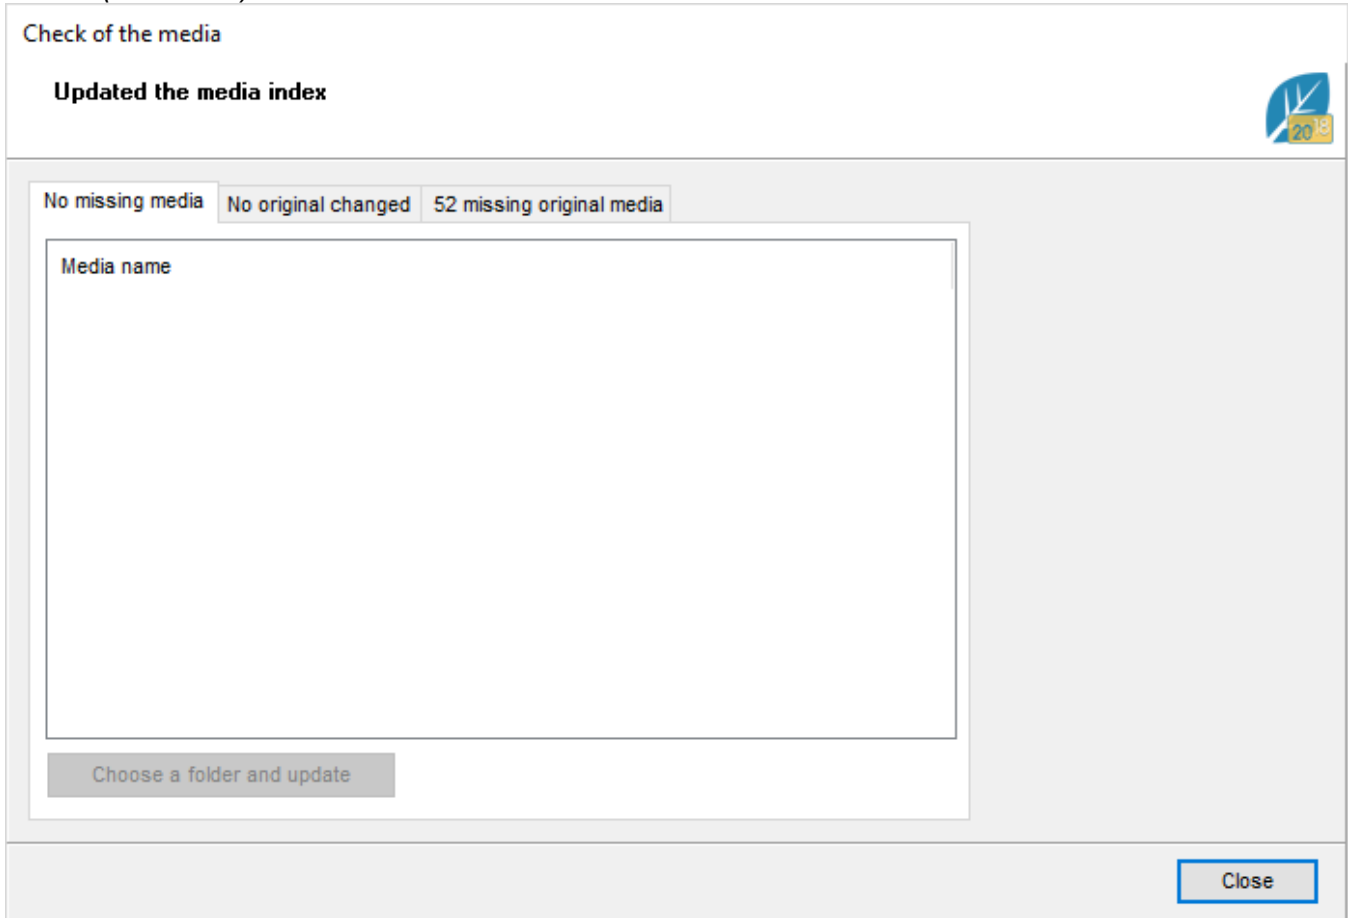 Check of the media
Updated the media index
2018
No missing media No original changed 52 missing original media
Media name
Choose a folder and update
Close